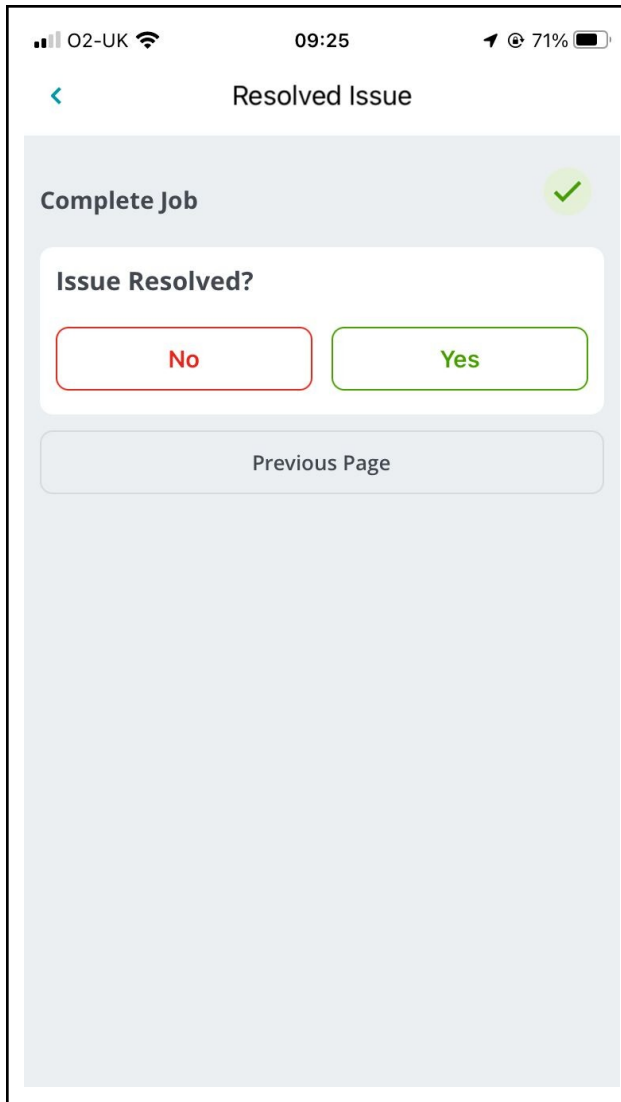 O2-UK 09:25 71%
Resolved Issue
Complete Job
Issue Resolved?
No Yes
Previous Page